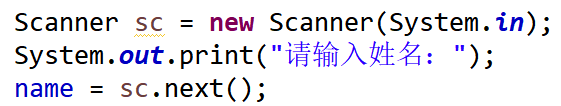 Scanner sc = new Scanner(System.in);
System.out.print("请输入姓名：");
name = sc.next();